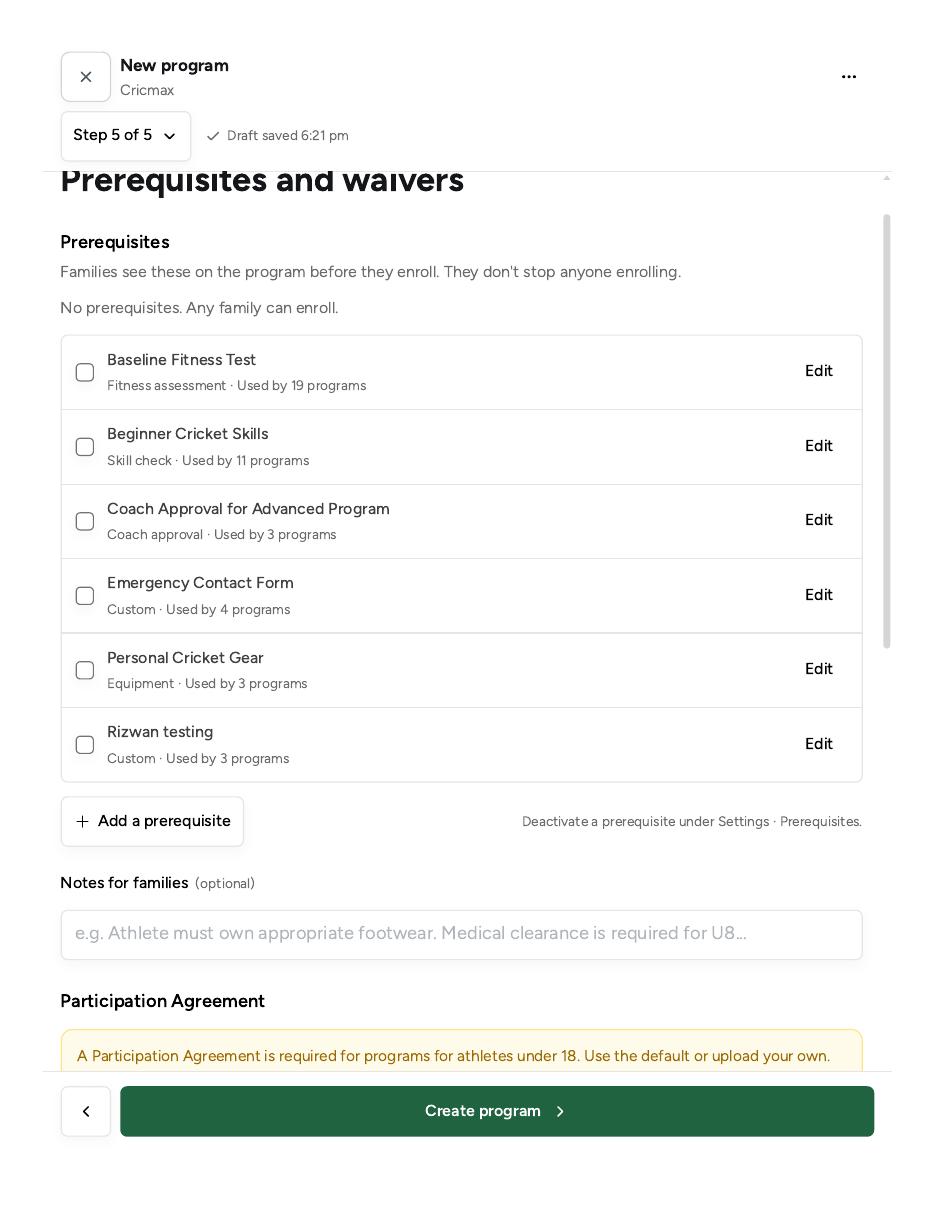 New program
Cricmax
Step 5 of 5
Draft saved 6:21 pm
Prerequisites and waivers
Prerequisites
Families see these on the program before they enroll. They don't stop anyone enrolling.
No prerequisites. Any family can enroll.
Baseline Fitness Test
Fitness assessment · Used by 19 programs
Edit
Beginner Cricket Skills
Skill check · Used by 11 programs
Edit
Coach Approval for Advanced Program
Coach approval · Used by 3 programs
Edit
Emergency Contact Form
Custom · Used by 4 programs
Edit
Personal Cricket Gear
Equipment · Used by 3 programs
Edit
Rizwan testing
Custom · Used by 3 programs
Edit
Add a prerequisite
Deactivate a prerequisite under Settings · Prerequisites.
Notes for families (optional)
e.g. Athlete must own appropriate footwear. Medical clearance is required for U8...
Participation Agreement
A Participation Agreement is required for programs for athletes under 18. Use the default or upload your own.
Create program